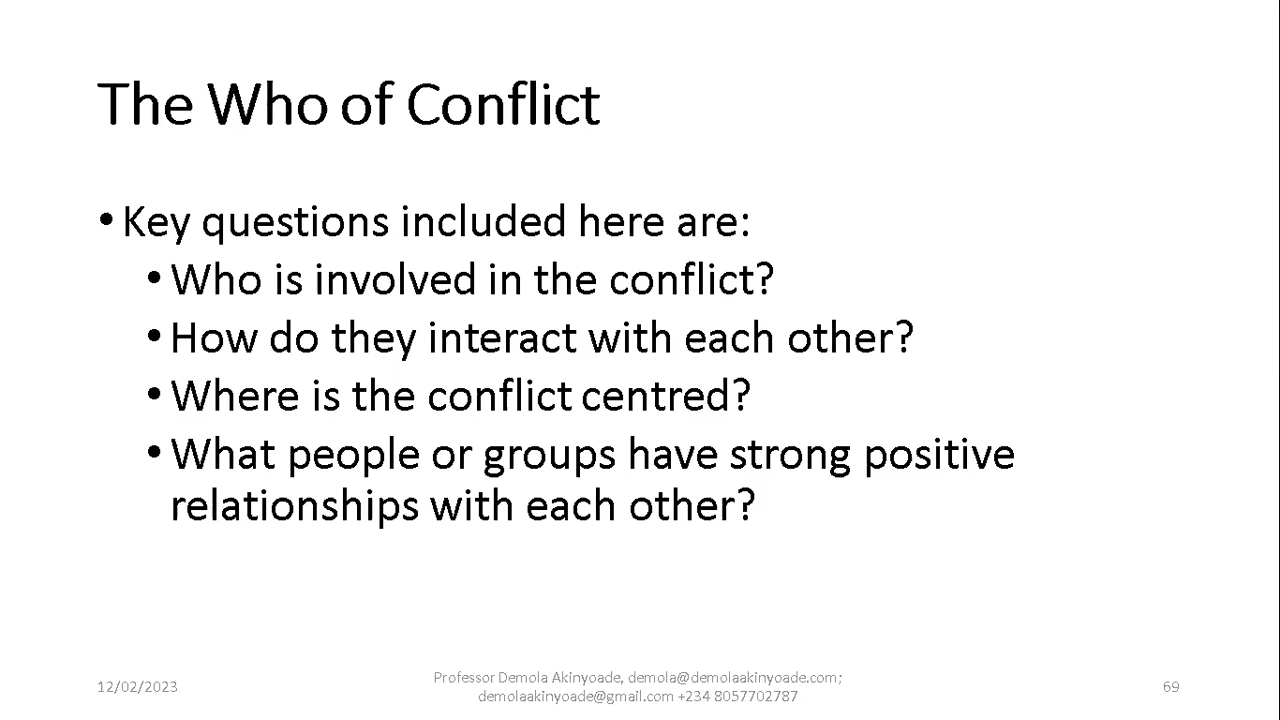 The Who of Conflict
• Key questions included here are:
• Who is involved in the conflict?
• How do they interact with each other?
• Where is the conflict centred?
• What people or groups have strong positive
relationships with each other?
12/02/2023
Professor Demola Akinyoade, demola@demolaakinyoade.com;
demolaakinyoade@gmail.com +234 8057702787
69